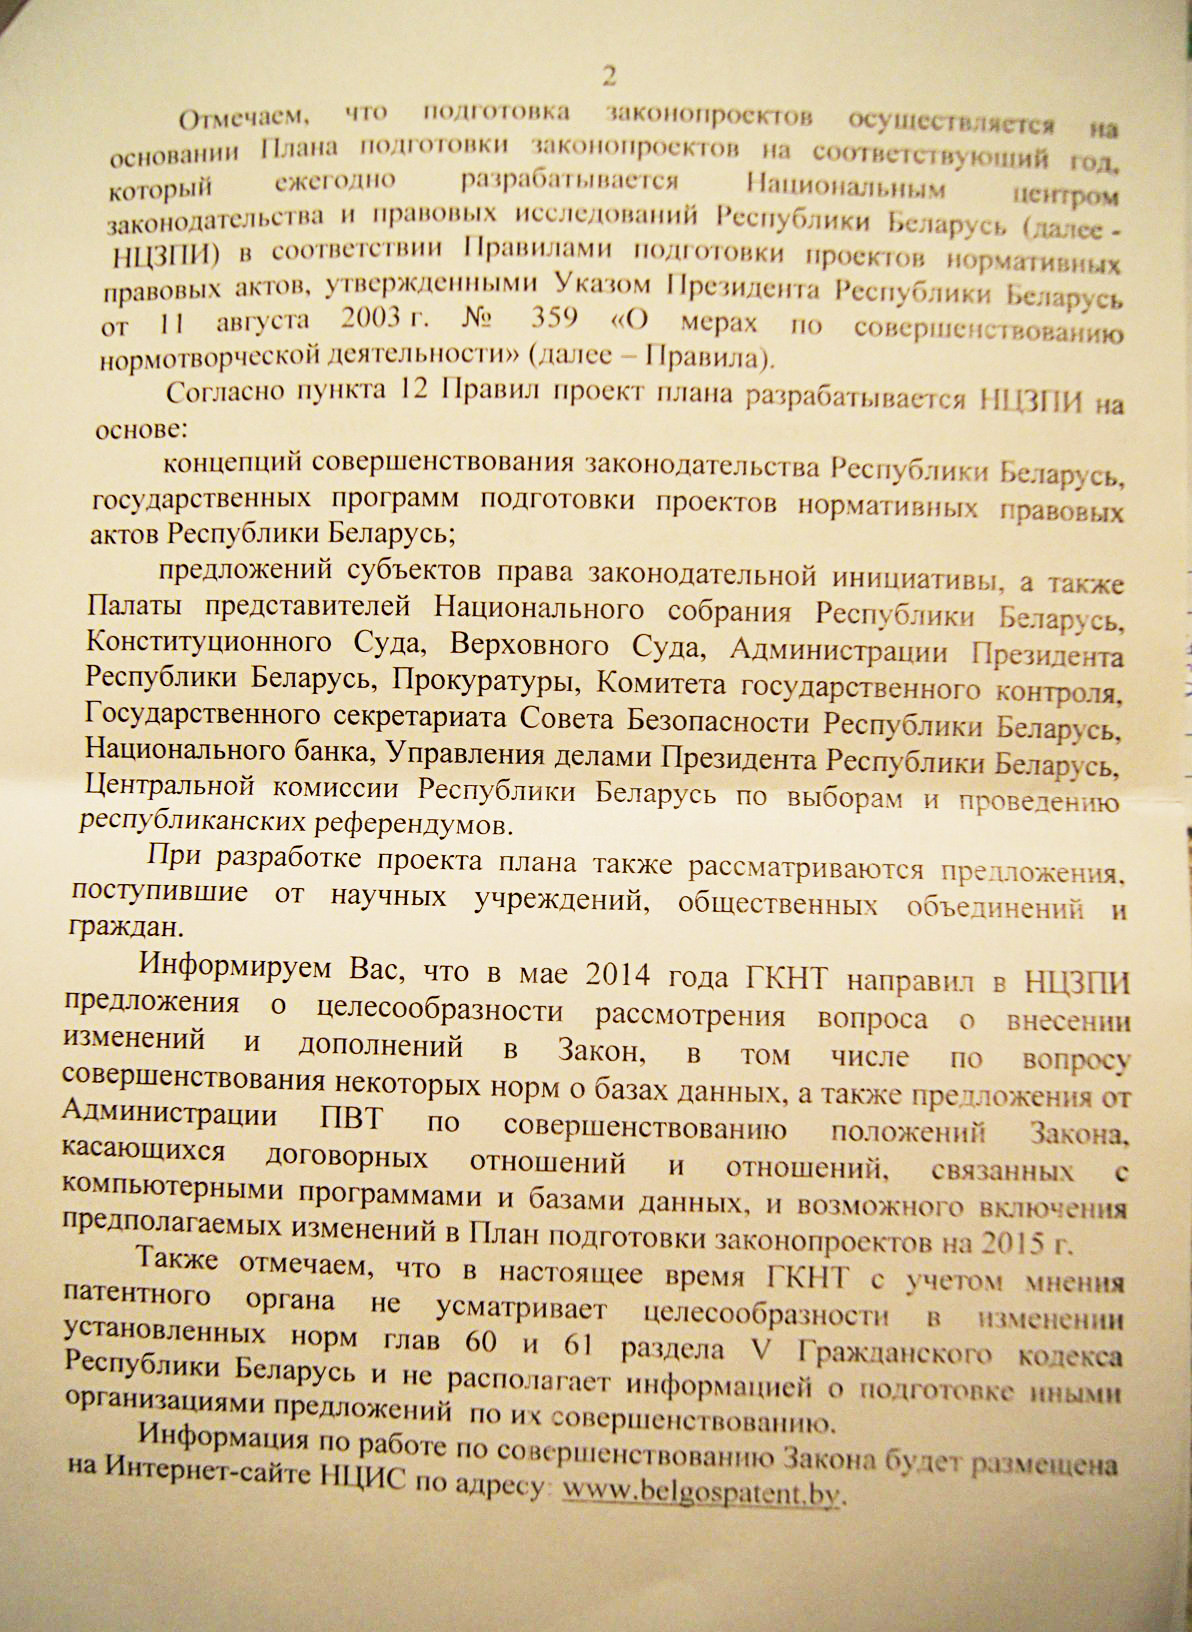 2
Отмечаем, что подготовка законопроектов осуществляется на
основании Плана подготовки законопроектов на соответствующий год,
который ежегодно разрабатывается Национальным центром
законодательства и правовых исследований Республики Беларусь (далее -
НЦЗПИ) в соответствии Правилами подготовки проектов нормативных
правовых актов, утвержденными Указом Президента Республики Беларусь
от 11 августа 2003 г. № 359 «О мерах по совершенствованию
нормотворческой деятельности» (далее – Правила).
Согласно пункта 12 Правил проект плана разрабатывается НЦЗПИ на
основе:
концепций совершенствования законодательства Республики Беларусь,
государственных программ подготовки проектов нормативных правовых
актов Республики Беларусь;
предложений субъектов права законодательной инициативы, а также
Палаты представителей Национального собрания Республики Беларусь,
Конституционного Суда, Верховного Суда, Администрации Президента
Республики Беларусь, Прокуратуры, Комитета государственного контроля,
Государственного секретариата Совета Безопасности Республики Беларусь,
Национального банка, Управления делами Президента Республики Беларусь,
Центральной комиссии Республики Беларусь по выборам и проведению
республиканских референдумов.
При разработке проекта плана также рассматриваются предложения,
поступившие от научных учреждений, общественных объединений и
граждан.
Информируем Вас, что в мае 2014 года ГКНТ направил в НЦЗПИ
предложения о целесообразности рассмотрения вопроса о внесении
изменений и дополнений в Закон, в том числе по вопросу
совершенствования некоторых норм о базах данных, а также предложения от
Администрации ПВТ по совершенствованию положений Закона,
касающихся договорных отношений и отношений, связанных с
компьютерными программами и базами данных, и возможного включения
предполагаемых изменений в План подготовки законопроектов на 2015 г.
Также отмечаем, что в настоящее время ГКНТ с учетом мнения
патентного органа не усматривает целесообразности в изменении
установленных норм глав 60 и 61 раздела V Гражданского кодекса
Республики Беларусь и не располагает информацией о подготовке иными
организациями предложений по их совершенствованию.
Информация по работе по совершенствованию Закона будет размещена
на Интернет-сайте НЦИС по адресу: www.belgospatent.by.